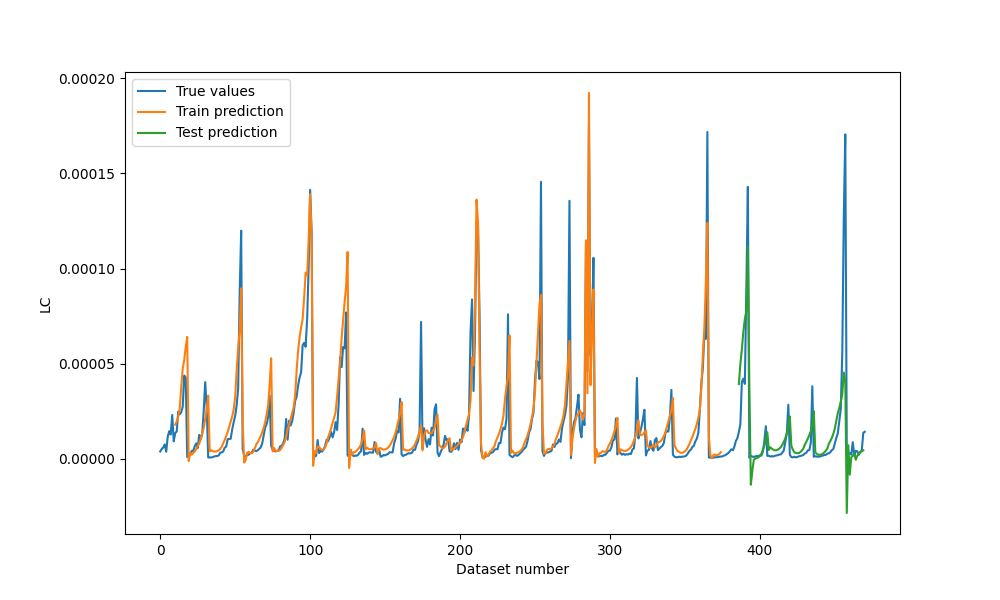 0.00020
0.00015
0.00010
0.00005
0.00000
LC
True values
Train prediction
Test prediction
0
100
200
300
400
Dataset number